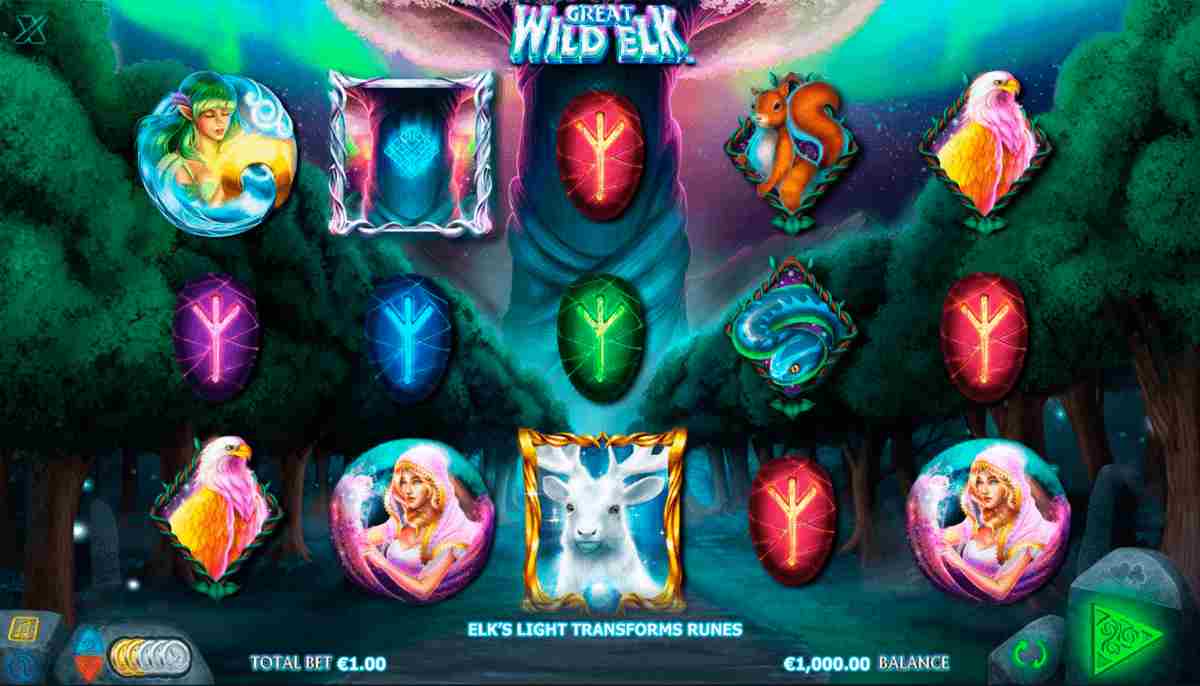 GREAT
WILD ELK
ELK'S LIGHT TRANSFORMS RUNES
TOTAL BET €1.00
€1,000.00 BALANCE